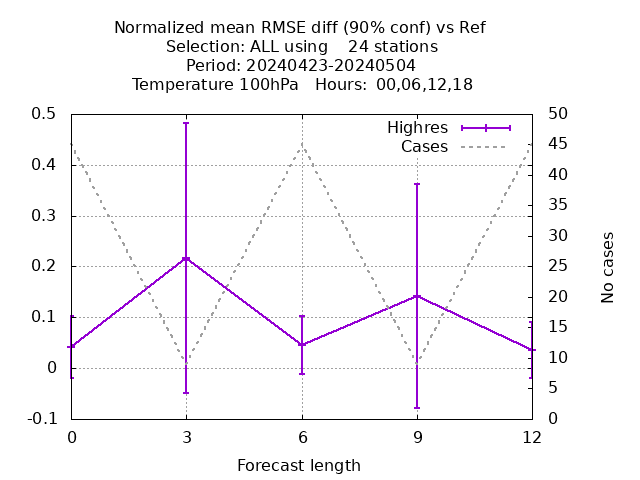 Normalized mean RMSE diff (90% conf) vs Ref
Selection: ALL using    24 stations
Period: 20240423-20240504
Temperature 100hPa   Hours:  00,06,12,18
Highres
Cases
0.5
0.4
0.3
0.2
0.1
0
-0.1
50
45
40
35
30
25
20
15
10
5
0
No cases
0
3
6
9
12
Forecast length